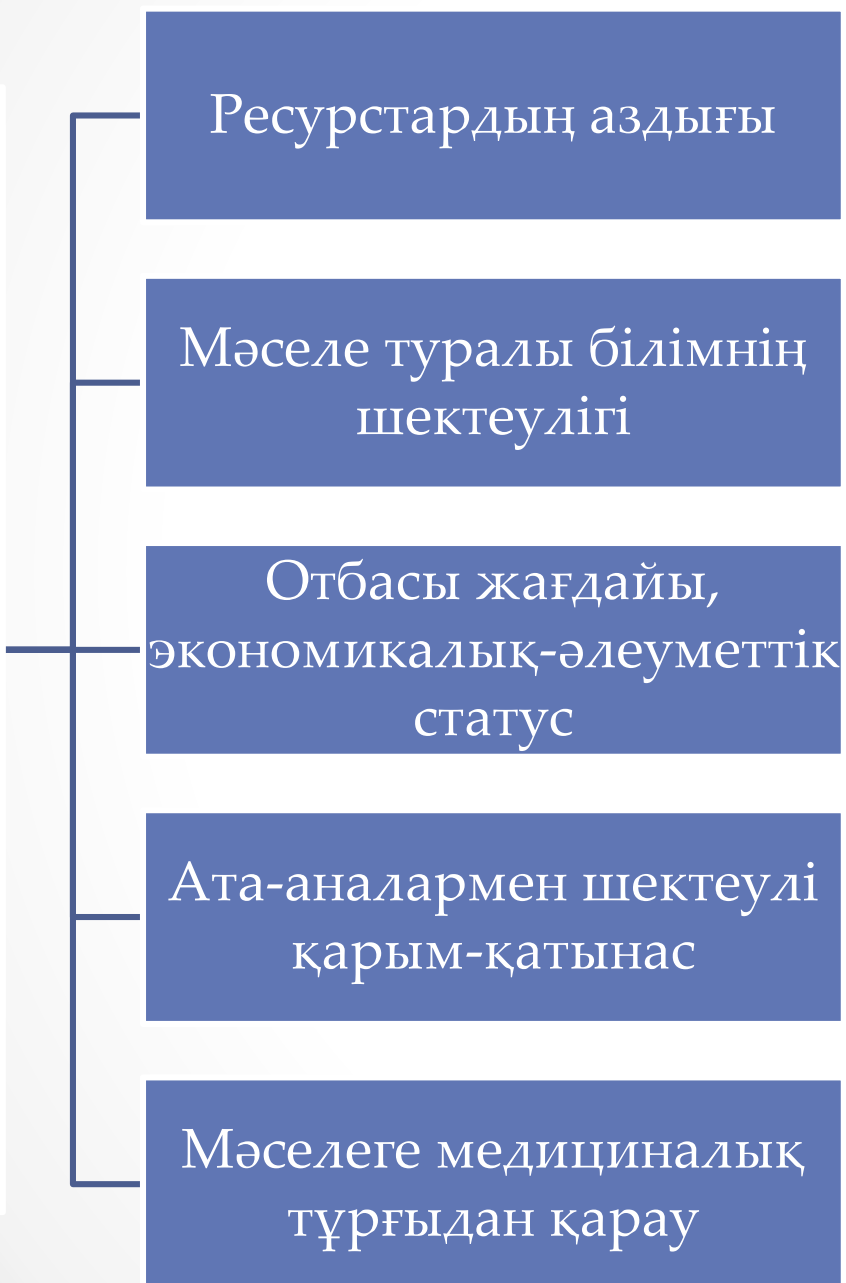 Ресурстардың аздығы
Мәселе туралы білімнің
шектеулігі
Отбасы жағдайы,
экономикалық-әлеуметтік
статус
Ата-аналармен шектеулі
қарым-қатынас
Мәселеге медициналық
тұрғыдан қарау